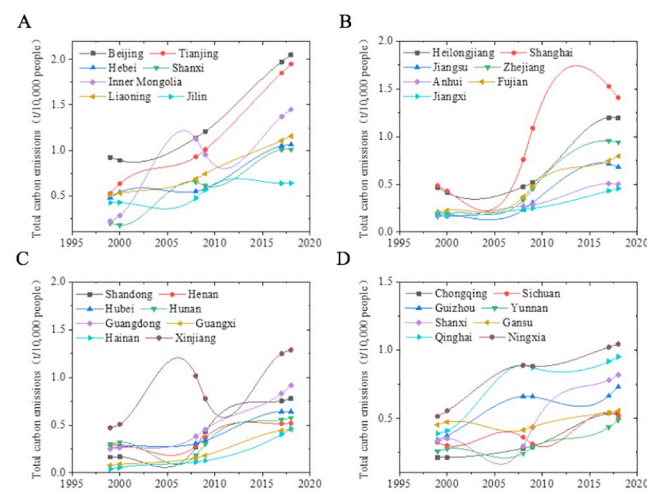 A
Total carbon emissions (t/10,000 people)
Beijing Tianjing
Hebei Shanxi
Inner Mongolia
Liaoning Jilin
2.0
1.5
1.0
0.5
0.0
1995 2000 2005 2010 2015 2020
B
Total carbon emissions (t/10,000 people)
Heilongjiang Shanghai
Jiangsu Zhejiang
Anhui Fujian
Jiangxi
2.0
1.5
1.0
0.5
0.0
1995 2000 2005 2010 2015 2020
C
Total carbon emissions (t/10,000 people)
2.0
Shandong Henan
Hubei Hunan
Guangdong Guangxi
Hainan Xinjiang
1.5
1.0
0.5
0.0
1995 2000 2005 2010 2015 2020
D
Total carbon emissions (t/10,000 people)
1.5
Chongqing Sichuan
Guizhou Yunnan
Shanxi Gansu
Qinghai Ningxia
1.0
0.5
1995 2000 2005 2010 2015 2020